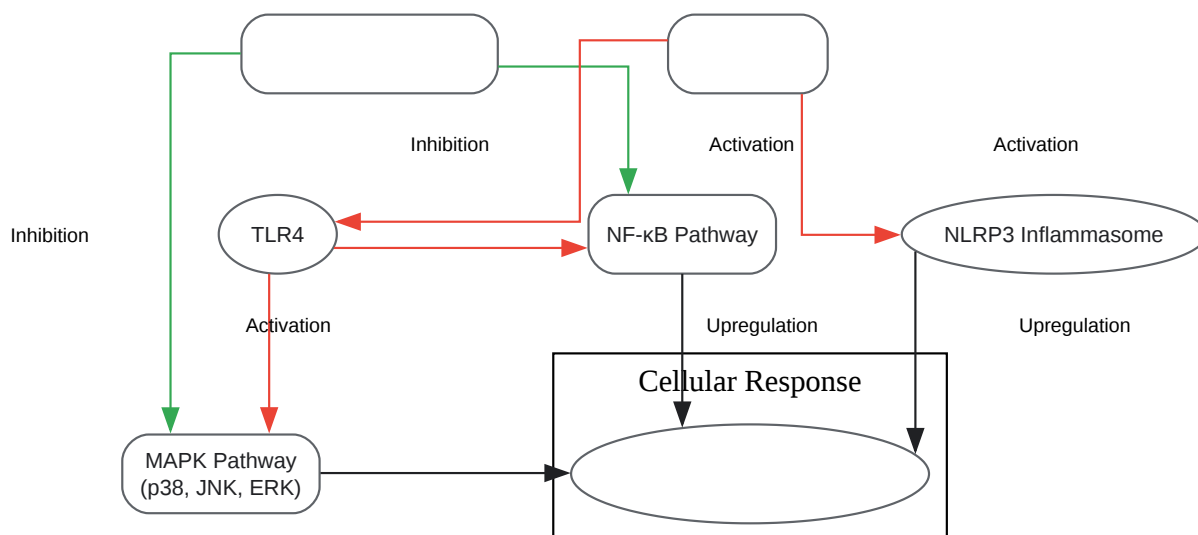 Inhibition
Activation
Activation
Inhibition
TLR4
NF-κB Pathway
NLRP3 Inflammasome
Activation
Upregulation
Upregulation
Cellular Response
MAPK Pathway
(p38, JNK, ERK)